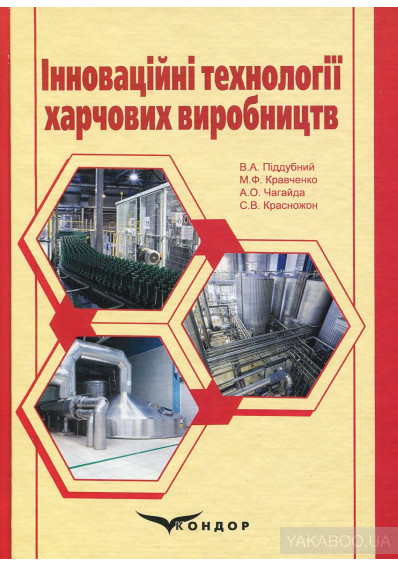 Інноваційні технології
харчових виробництв
В.А. Піддубний
М.Ф. Кравченко
А.О. Чагайда
С.В. Красножон
КОНДОР
YAKABOO.UA